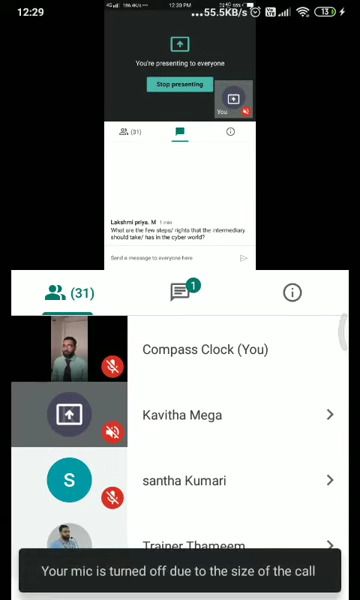 12:29
...55.5KB/s
13
12:29 PM
You're presenting to everyone
Stop presenting
You
(31)
Lakshmi priya. M 1 min
What are the few steps/ rights that the intermediary
should take/ has in the cyber world?
Send a message to everyone here
(31)
1
Compass Clock (You)
Kavitha Mega
S
santha Kumari
Trainer Thameem
Your mic is turned off due to the size of the call